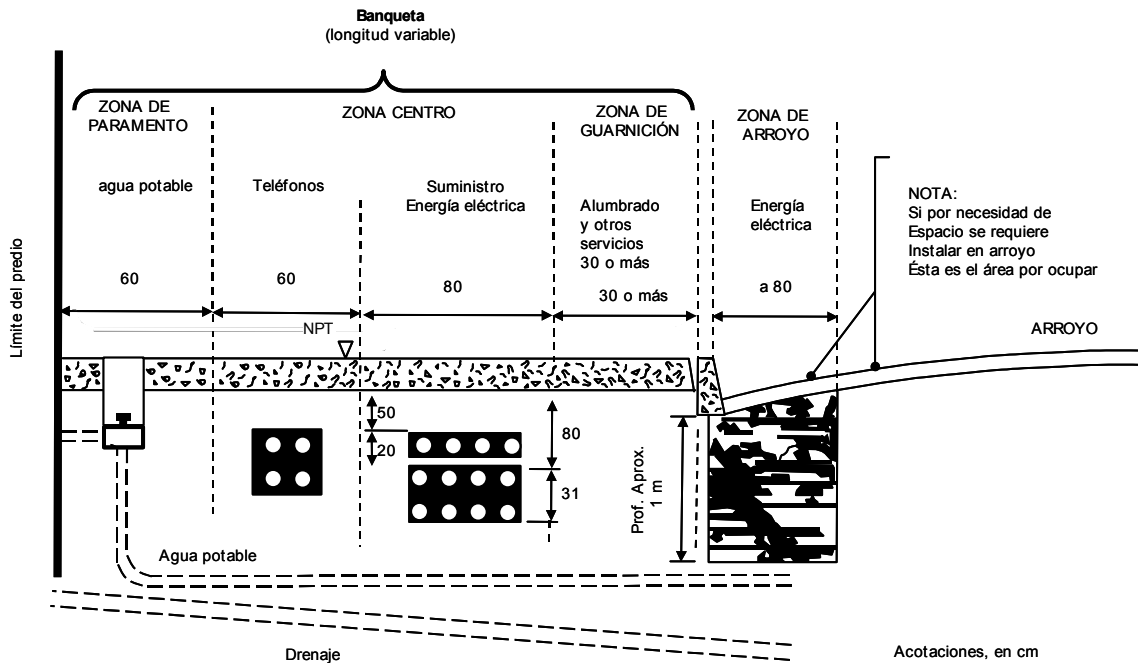 Banqueta
(longitud variable)
ZONA DE
PARAMENTO
ZONA CENTRO
ZONA DE
GUARNICIÓN
ZONA DE
ARROYO
agua potable
Teléfonos
Suministro
Energía eléctrica
Alumbrado
y otros
servicios
30 o más
Energía
eléctrica
NOTA:
Si por necesidad de
Espacio se requiere
Instalar en arroyo
Ésta es el área por ocupar
Límite del predio
60
60
80
30 o más
a 80
NPT
ARROYO
50
20
80
31
Prof. Aprox.
1 m
Agua potable
Drenaje
Acotaciones, en cm